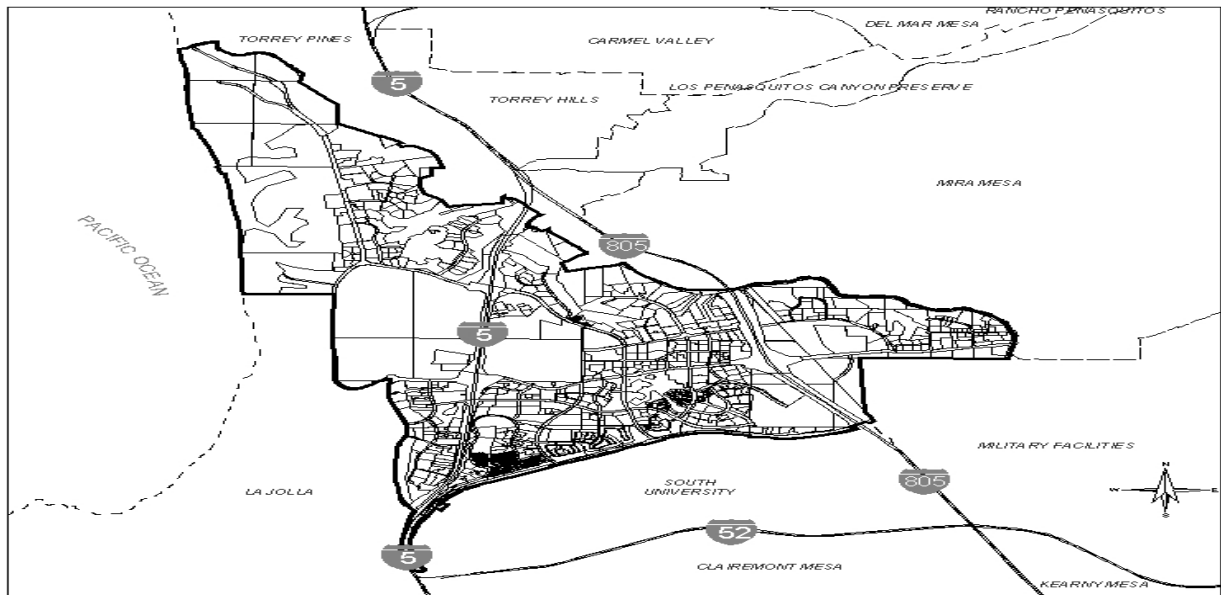 RANCHO PENASQUITOS
DEL MAR MESA
TORREY PINES
CARMEL VALLEY
5
LOS PENASQUITOS CANYON PRESERVE
TORREY HILLS
MIRA MESA
PACIFIC OCEAN
805
5
MILITARY FACILITIES
N
W
E
S
805
LA JOLLA
SOUTH
UNIVERSITY
52
5
CLAIREMONT MESA
KEARNY MESA